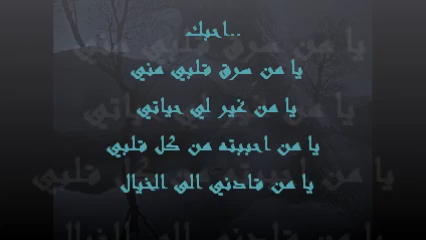 احبك..
يا من سرق قلبي مني
يا من غير لي حياتي
يا من احببته من كل قلبي
يا من قادني الى الخيال